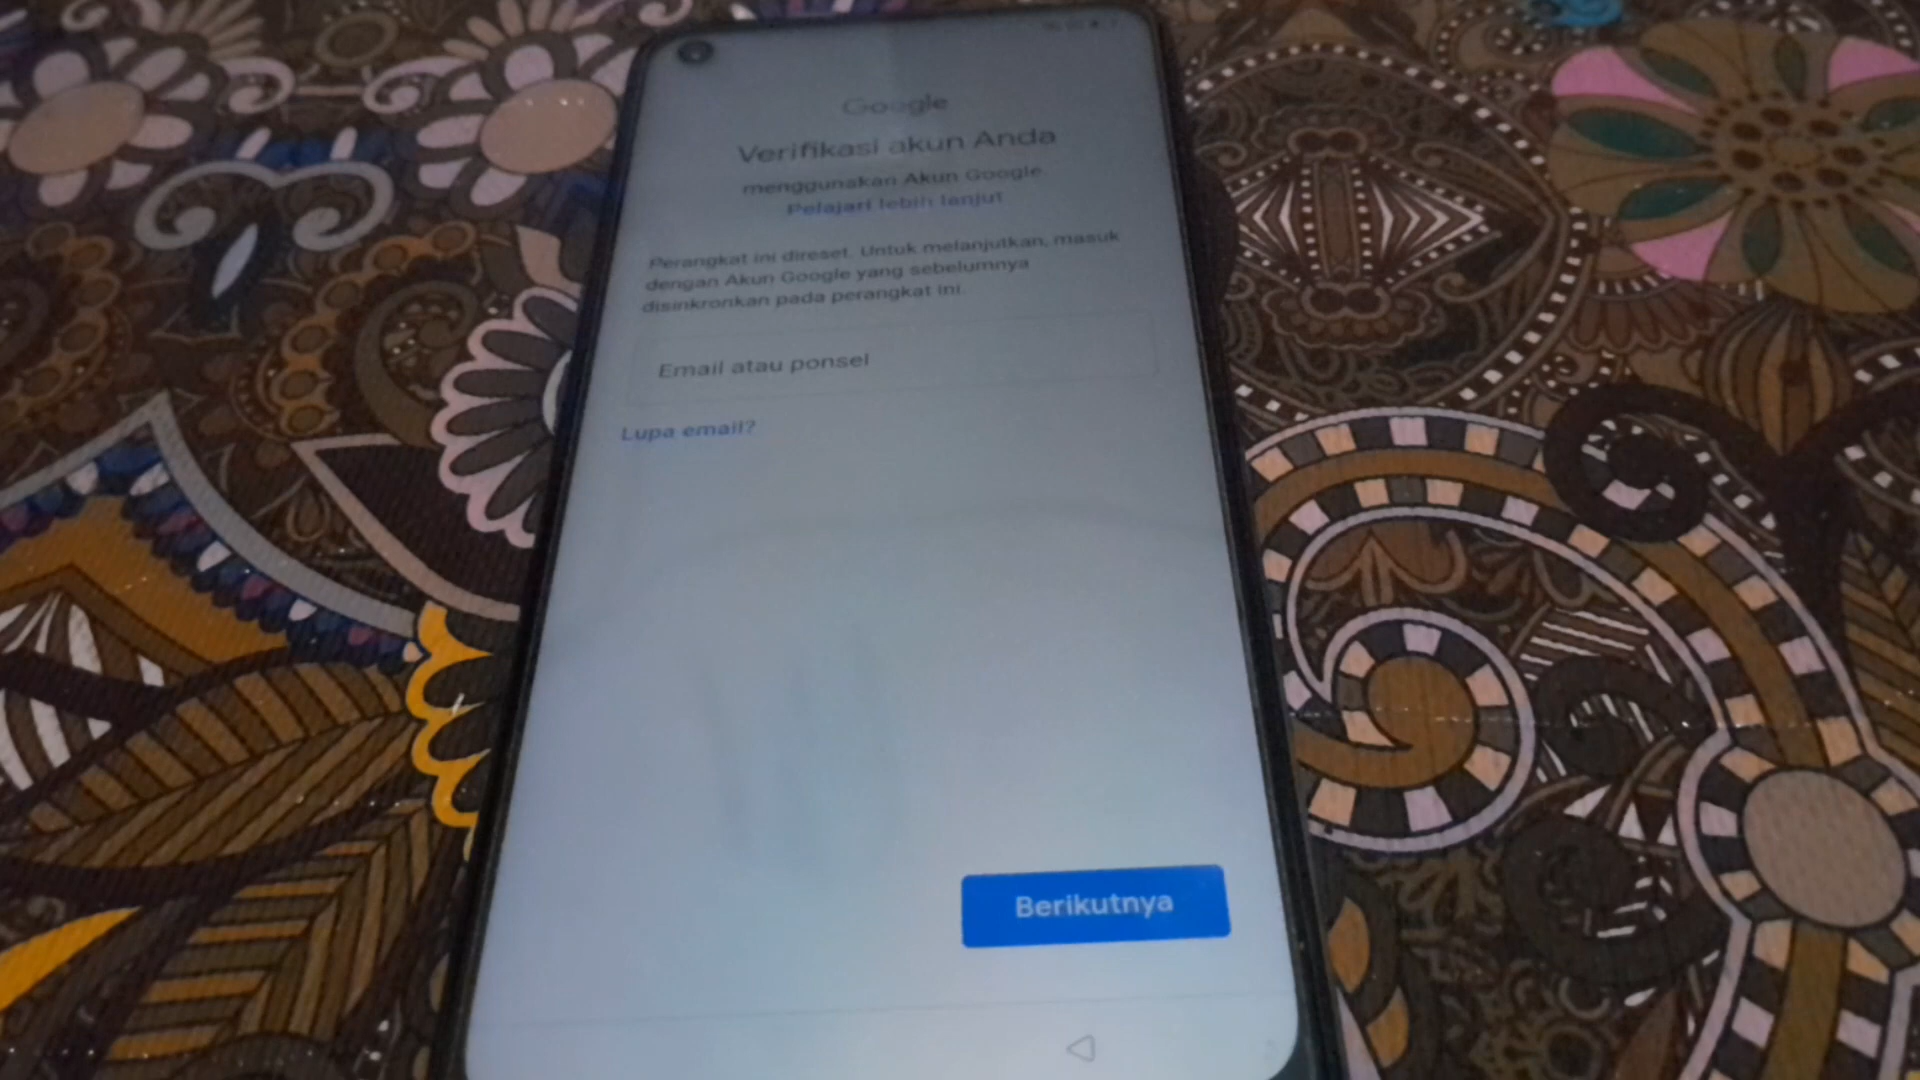 Google
Verifikasi akun Anda
menggunakan Akun Google.
Pelajari lebih lanjut
Perangkat ini direset. Untuk melanjutkan, masuk
dengan Akun Google yang sebelumnya
disinkronkan pada perangkat ini.
Email atau ponsel
Lupa email?
Berikutnya